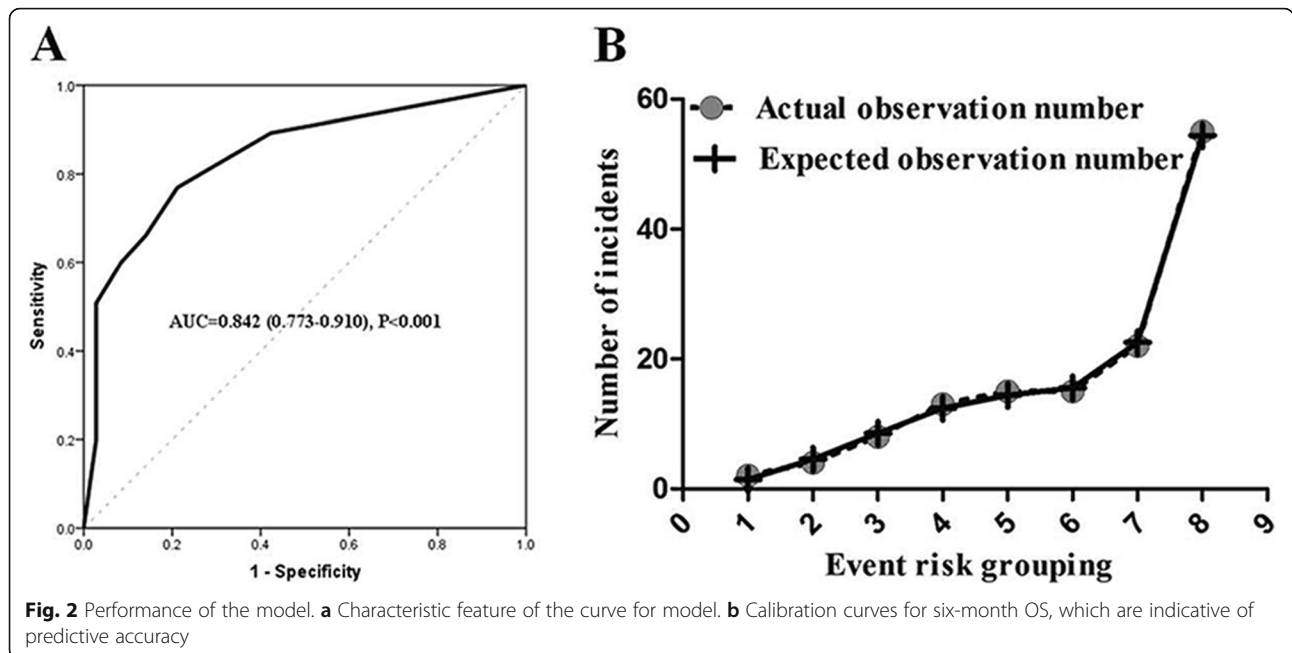 A
1.0
0.8
0.6
0.4
0.2
0.0
Sensitivity
AUC=0.842 (0.773-0.910), P<0.001
0.0 0.2 0.4 0.6 0.8 1.0
1 - Specificity
B
60
40
20
0
Number of incidents
Actual observation number
Expected observation number
0 1 2 3 4 5 6 7 8 9
Event risk grouping
Fig. 2 Performance of the model. a Characteristic feature of the curve for model. b Calibration curves for six-month OS, which are indicative of
predictive accuracy